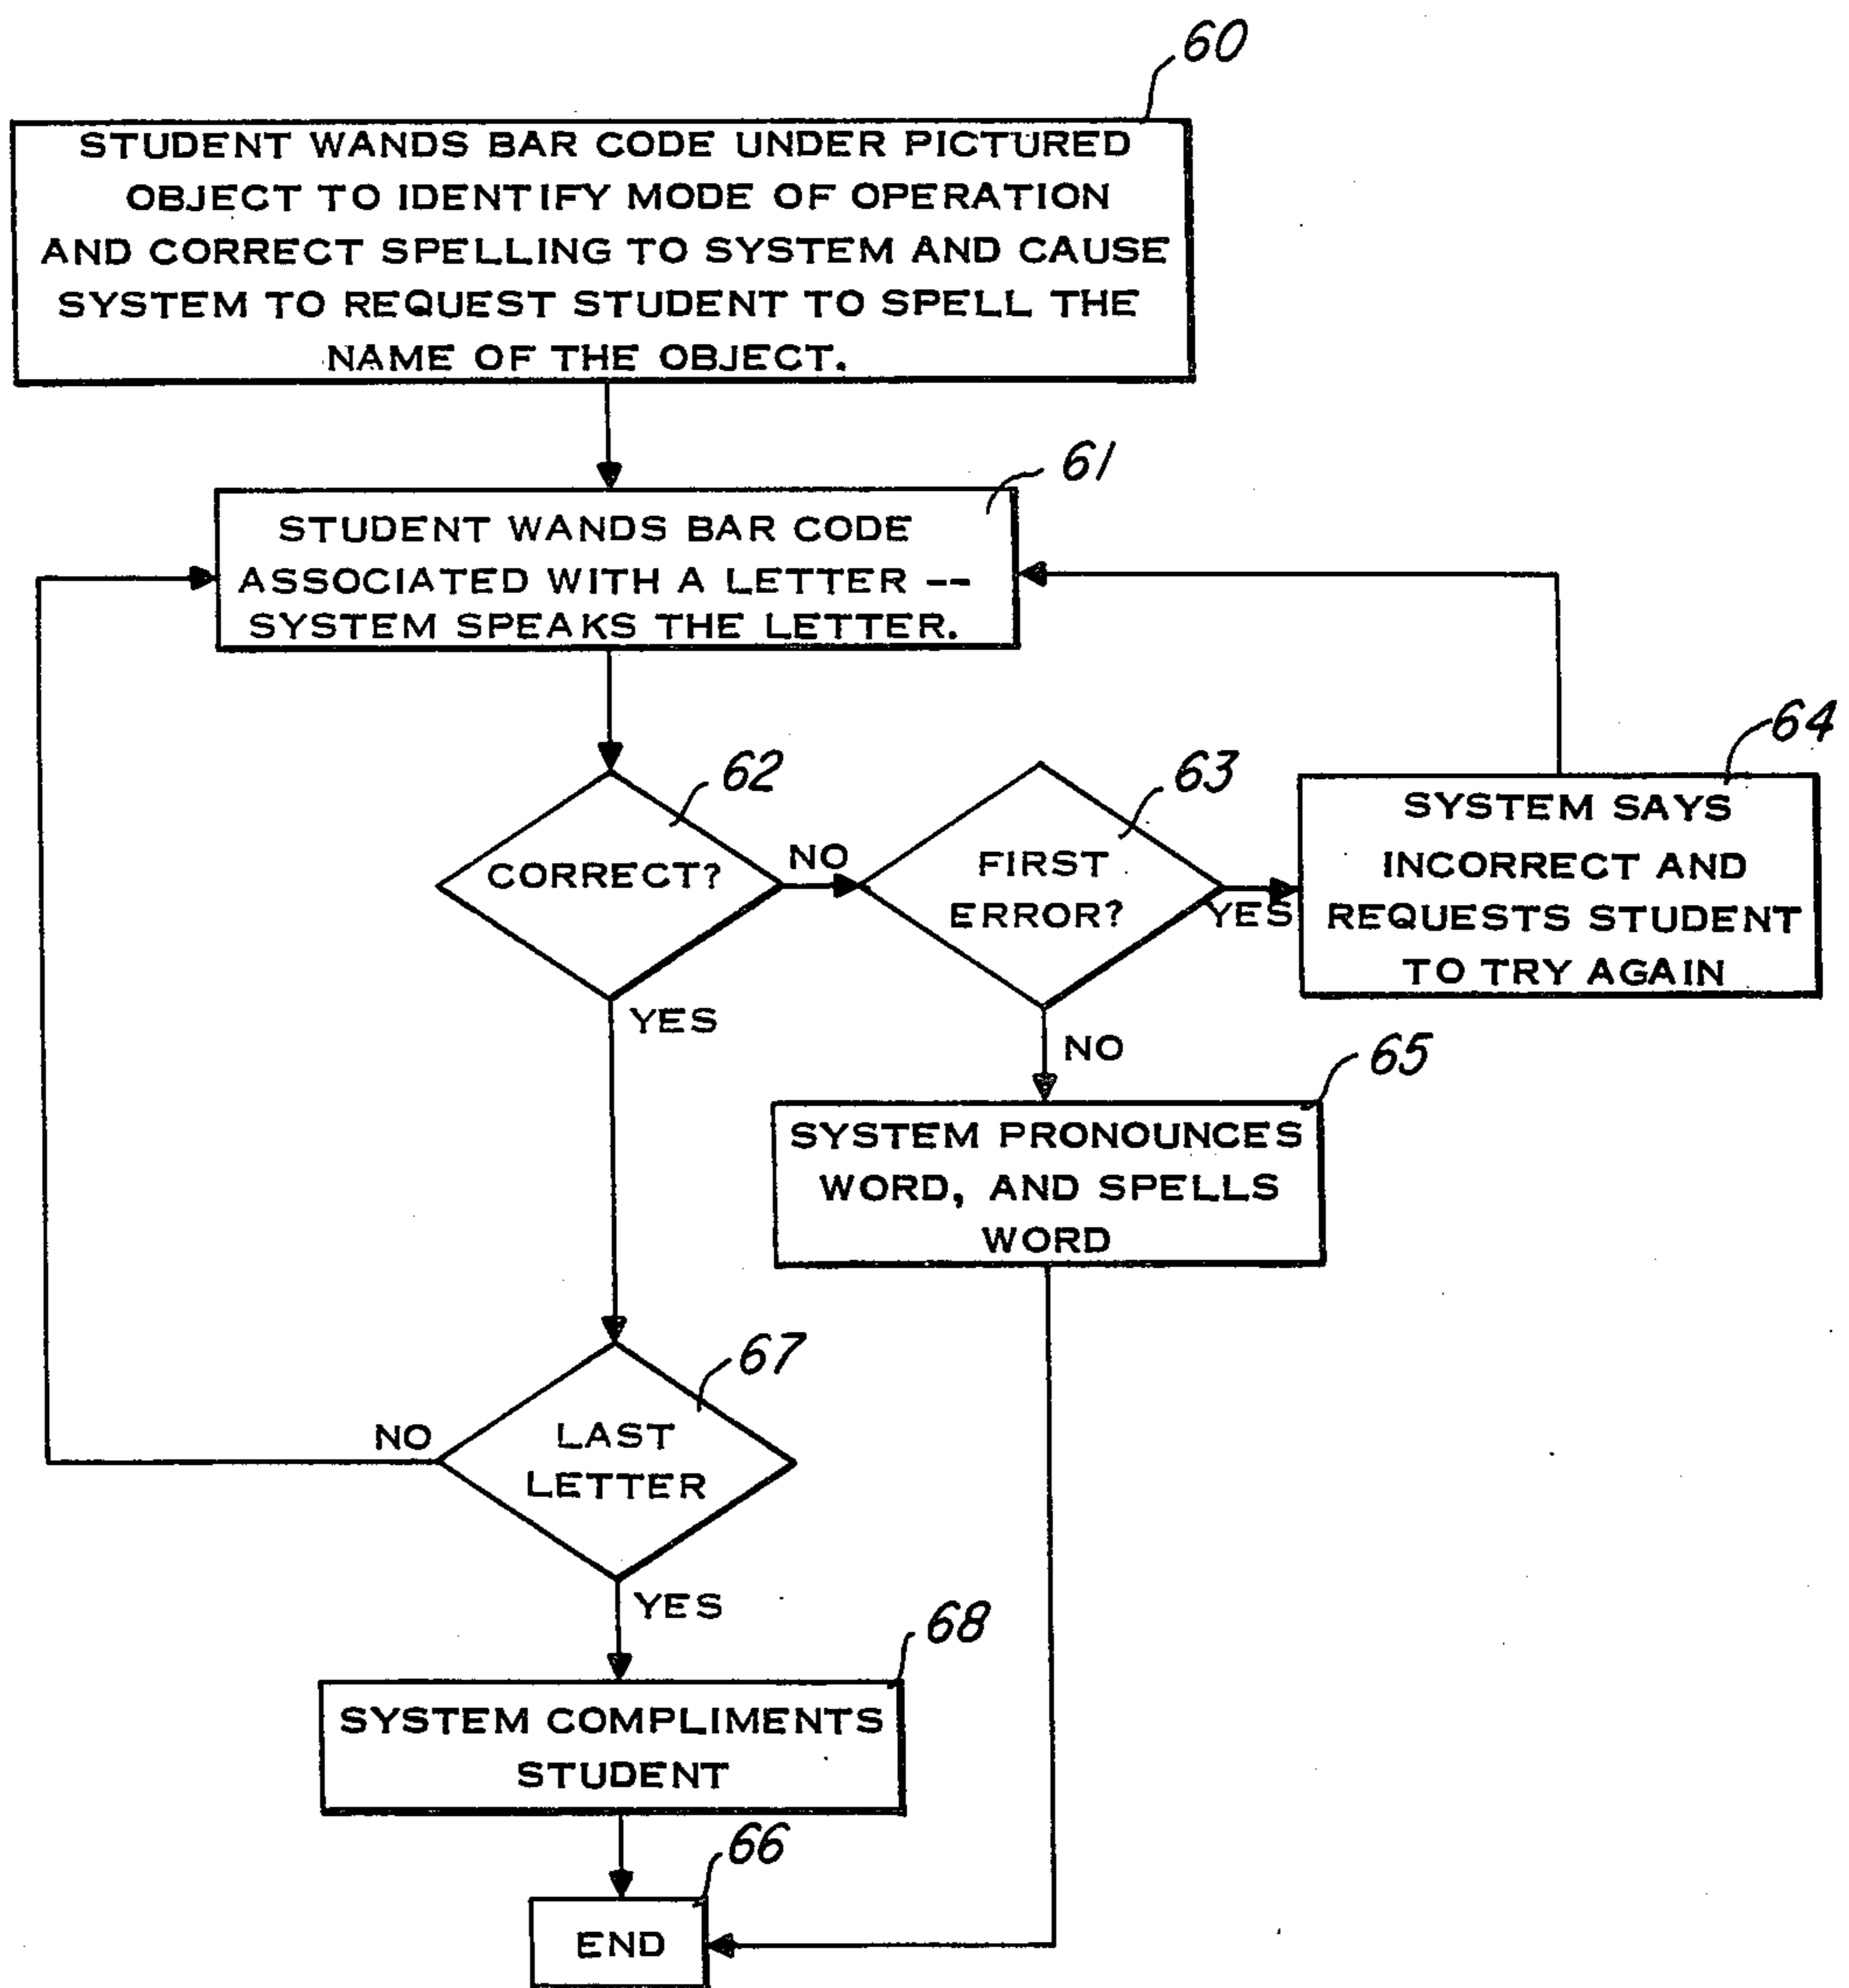 60
STUDENT WANDS BAR CODE UNDER PICTURED
OBJECT TO IDENTIFY MODE OF OPERATION
AND CORRECT SPELLING TO SYSTEM AND CAUSE
SYSTEM TO REQUEST STUDENT TO SPELL THE
NAME OF THE OBJECT.
61
STUDENT WANDS BAR CODE
ASSOCIATED WITH A LETTER --
SYSTEM SPEAKS THE LETTER.
62
CORRECT?
NO
YES
63
FIRST
ERROR?
YES
NO
64
SYSTEM SAYS
INCORRECT AND
REQUESTS STUDENT
TO TRY AGAIN
65
SYSTEM PRONOUNCES
WORD, AND SPELLS
WORD
67
LAST
LETTER
NO
YES
68
SYSTEM COMPLIMENTS
STUDENT
66
END